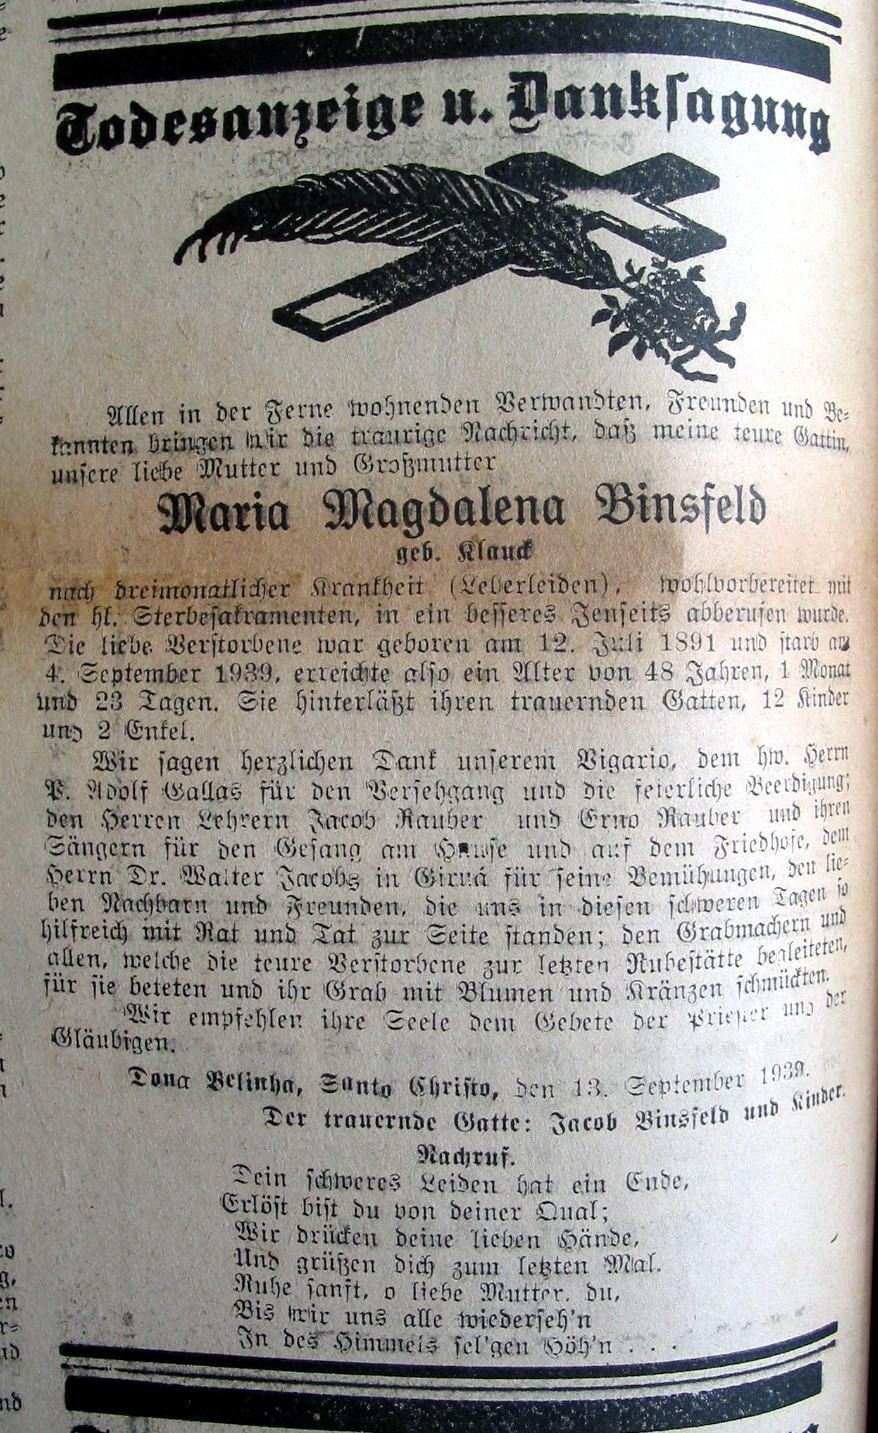 Todesanzeige u. Danksagung
Allen in der Ferne wohnenden Verwandten, Freunden und Be-
kannten bringen wir die traurige Nachricht, daß meine teure Gattin,
unsere liebe Mutter und Großmutter
Maria Magdalena Binsfeld
geb. Klauck
nach dreimonatlicher Krankheit (Leberleiden), wohlvorbereitet mit
den hl. Sterbesakramenten, in ein besseres Jenseits abberufen wurde.
Die liebe Verstorbene war geboren am 12. Juli 1891 und starb am
4. September 1939, erreichte also ein Alter von 48 Jahren, 1 Monat
und 23 Tagen. Sie hinterläßt ihren trauernden Gatten, 12 Kinder
und 2 Enkel.
Wir sagen herzlichen Dank unserem Vigario, dem hw. Herrn
P. Adolf Gallas für den Versehgang und die feierliche Beerdigung;
den Herren Lehrern Jacob Rauber und Erno Rauber und ihren
Sängern für den Gesang am Hause und auf dem Friedhofe, dem
Herrn Dr. Walter Jacobs in Giruá für seine Bemühungen, den lie-
ben Nachbarn und Freunden, die uns in diesen schweren Tagen so
hilfreich mit Rat und Tat zur Seite standen; den Grabmachern und
allen, welche die teure Verstorbene zur letzten Ruhestätte begleiteten,
für sie beteten und ihr Grab mit Blumen und Kränzen schmückten.
Wir empfehlen ihre Seele dem Gebete der Priester und der
Gläubigen.
Dona Belinha, Santo Christo, den 13. September 1939.
Der trauernde Gatte: Jacob Binsfeld und Kinder.
Nachruf.
Dein schweres Leiden hat ein Ende,
Erlöst bist du von deiner Qual;
Wir drücken deine lieben Hände,
Und grüßen dich zum letzten Mal.
Ruhe sanft, o liebe Mutter, du,
Bis wir uns alle wiederseh'n
In des Himmels sel'gen Höh'n . . .